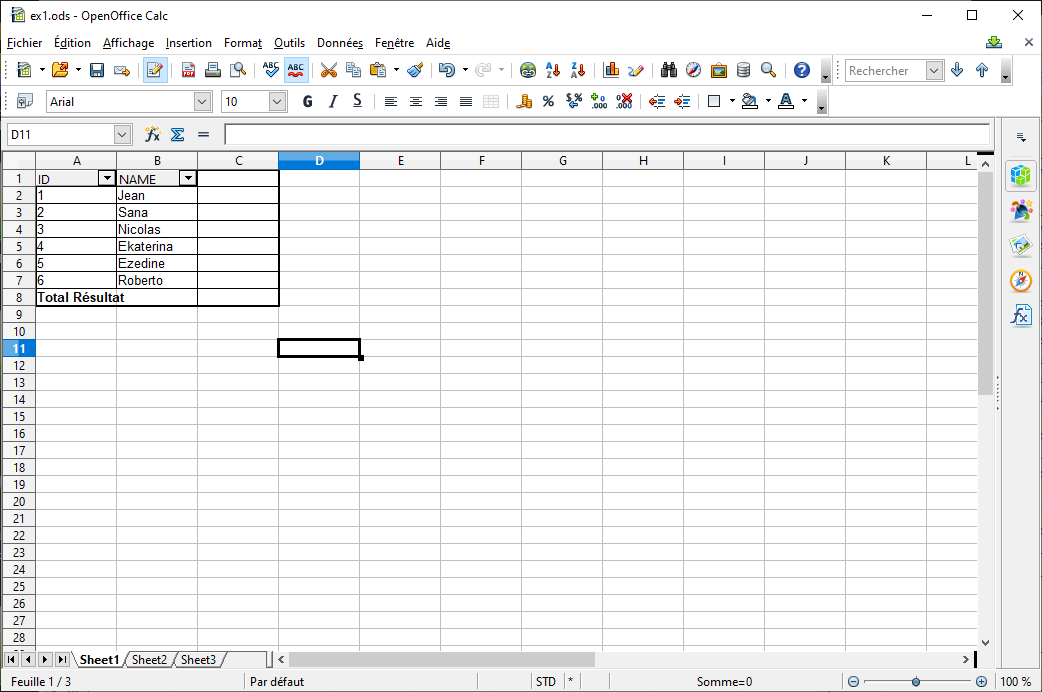 ex1.ods - OpenOffice Calc
Fichier Édition Affichage Insertion Format Outils Données Fenêtre Aide
Rechercher
Arial 10 G I S
D11
A B C D E F G H I J K L
1 ID NAME
2 1 Jean
3 2 Sana
4 3 Nicolas
5 4 Ekaterina
6 5 Ezedine
7 6 Roberto
8 Total Résultat
9
10
11
12
13
14
15
16
17
18
19
20
21
22
23
24
25
26
27
28
Sheet1 Sheet2 Sheet3
Feuille 1 / 3 Par défaut STD * Somme=0 100 %